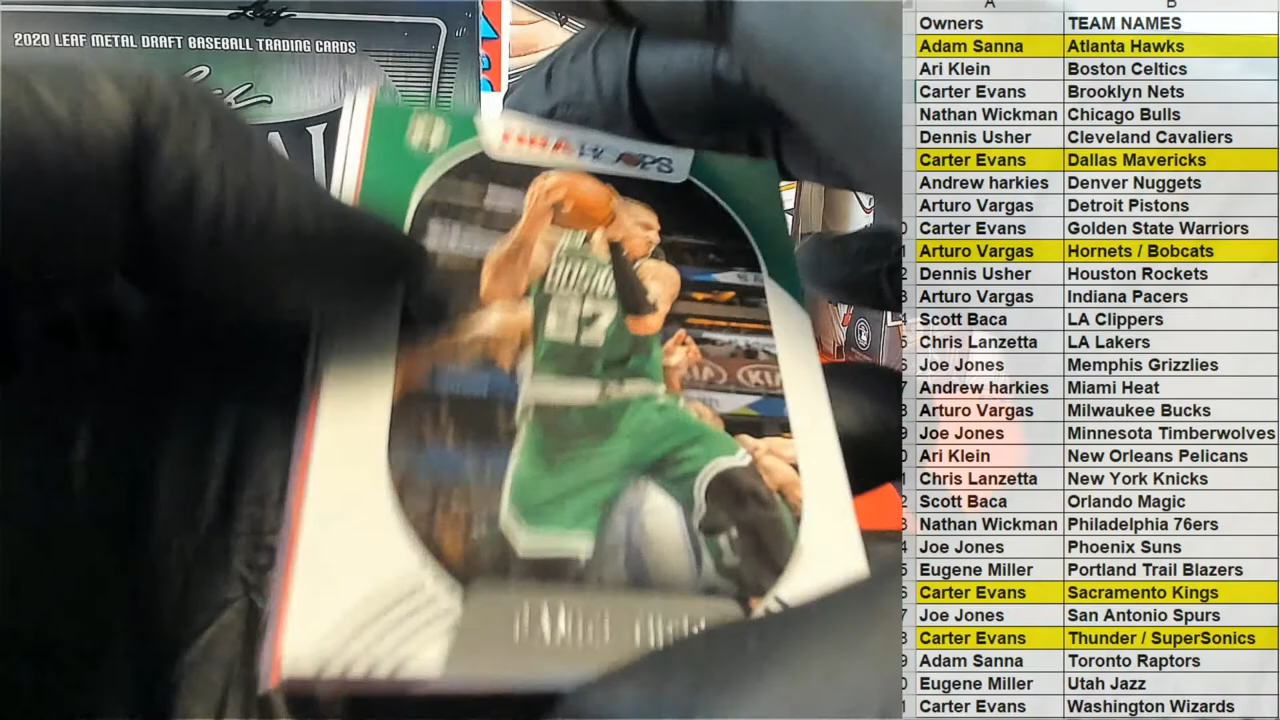 2020 LEAF METAL DRAFT BASEBALL TRADING CARDS
Leaf
NBA HOOPS
KIA
KIA
A
B
Owners
TEAM NAMES
Adam Sanna
Atlanta Hawks
Ari Klein
Boston Celtics
Carter Evans
Brooklyn Nets
Nathan Wickman
Chicago Bulls
Dennis Usher
Cleveland Cavaliers
Carter Evans
Dallas Mavericks
Andrew harkies
Denver Nuggets
Arturo Vargas
Detroit Pistons
Carter Evans
Golden State Warriors
Arturo Vargas
Hornets / Bobcats
Dennis Usher
Houston Rockets
Arturo Vargas
Indiana Pacers
Scott Baca
LA Clippers
Chris Lanzetta
LA Lakers
Joe Jones
Memphis Grizzlies
Andrew harkies
Miami Heat
Arturo Vargas
Milwaukee Bucks
Joe Jones
Minnesota Timberwolves
Ari Klein
New Orleans Pelicans
Chris Lanzetta
New York Knicks
Scott Baca
Orlando Magic
Nathan Wickman
Philadelphia 76ers
Joe Jones
Phoenix Suns
Eugene Miller
Portland Trail Blazers
Carter Evans
Sacramento Kings
Joe Jones
San Antonio Spurs
Carter Evans
Thunder / SuperSonics
Adam Sanna
Toronto Raptors
Eugene Miller
Utah Jazz
Carter Evans
Washington Wizards